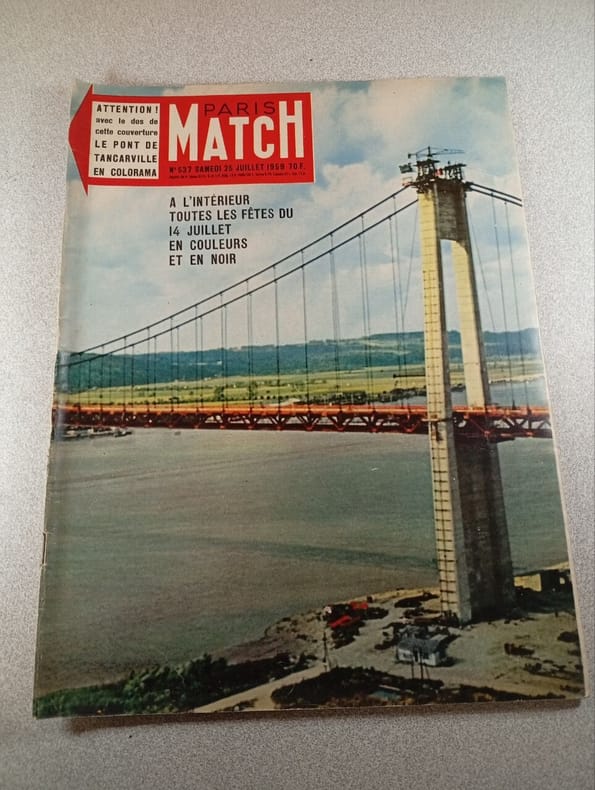 ATTENTION !
avec le dos de
cette couverture
LE PONT DE
TANCARVILLE
EN COLORAMA
PARIS
MATCH
N° 537 SAMEDI 25 JUILLET 1959 · 70 F.
A L'INTÉRIEUR
TOUTES LES FÊTES DU
14 JUILLET
EN COULEURS
ET EN NOIR